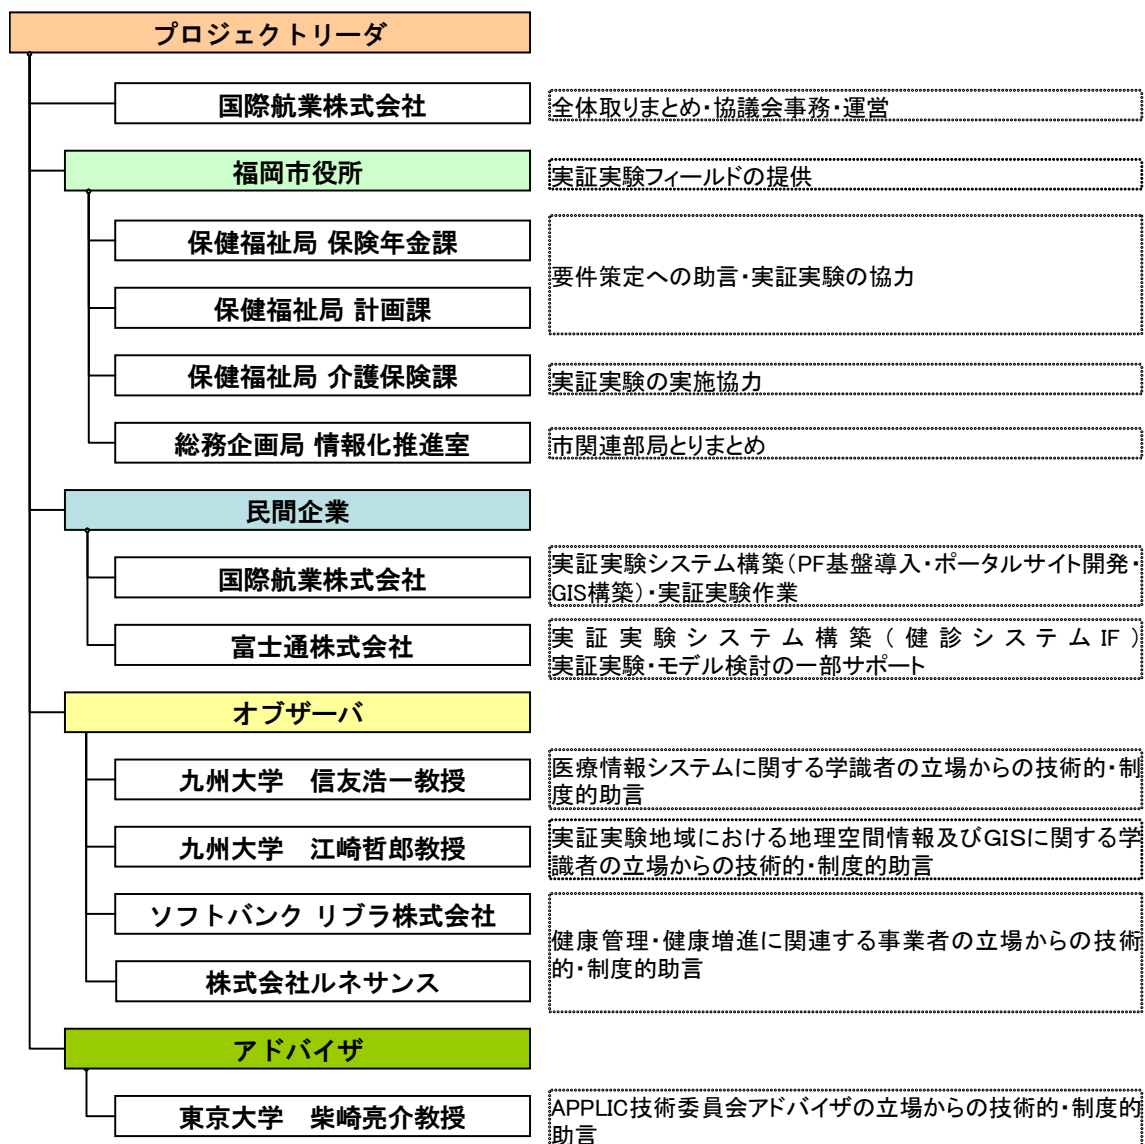 プロジェクトリーダ
国際航業株式会社
全体取りまとめ・協議会事務・運営
福岡市役所
実証実験フィールドの提供
保健福祉局 保険年金課
保健福祉局 計画課
要件策定への助言・実証実験の協力
保健福祉局 介護保険課
実証実験の実施協力
総務企画局 情報化推進室
市関連部局とりまとめ
民間企業
国際航業株式会社
実証実験システム構築（PF基盤導入・ポータルサイト開発・
GIS構築）・実証実験作業
富士通株式会社
実証実験システム構築（健診システムIF）
実証実験・モデル検討の一部サポート
オブザーバ
九州大学　信友浩一教授
医療情報システムに関する学識者の立場からの技術的・制
度的助言
九州大学　江崎哲郎教授
実証実験地域における地理空間情報及びGISに関する学
識者の立場からの技術的・制度的助言
ソフトバンク リブラ株式会社
株式会社ルネサンス
健康管理・健康増進に関連する事業者の立場からの技術
的・制度的助言
アドバイザ
東京大学　柴崎亮介教授
APPLIC技術委員会アドバイザの立場からの技術的・制度的
助言